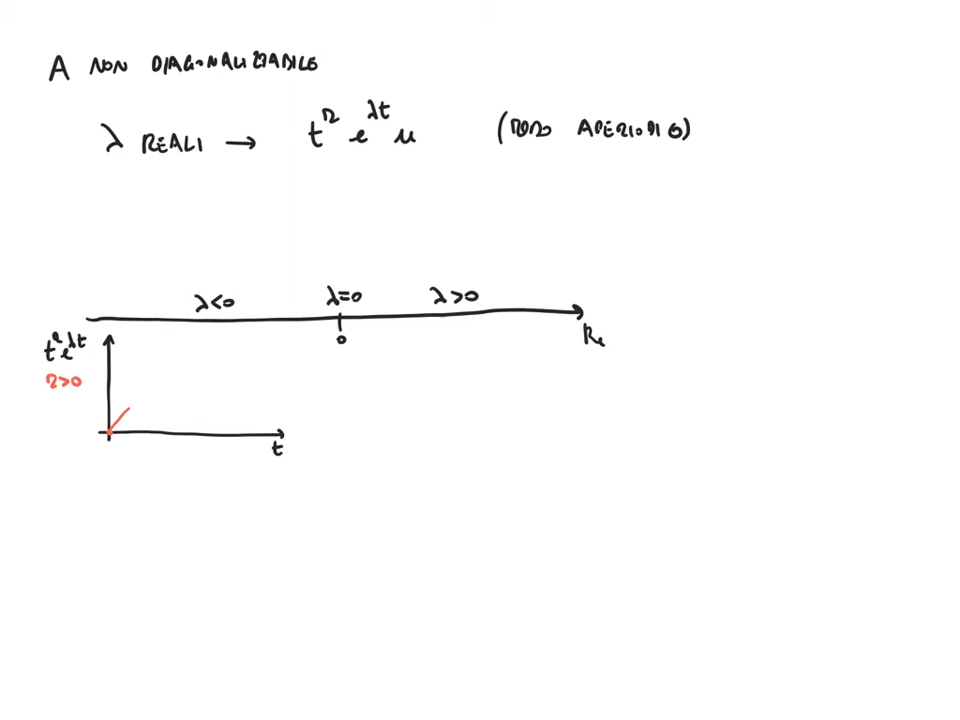 A NON DIAGONALIZZABILE
λ REALI → t^n e^{λt} u (MODO APERIODICO)
λ<0 λ=0 λ>0
0 Re
t^n e^{λt}
n>0
t